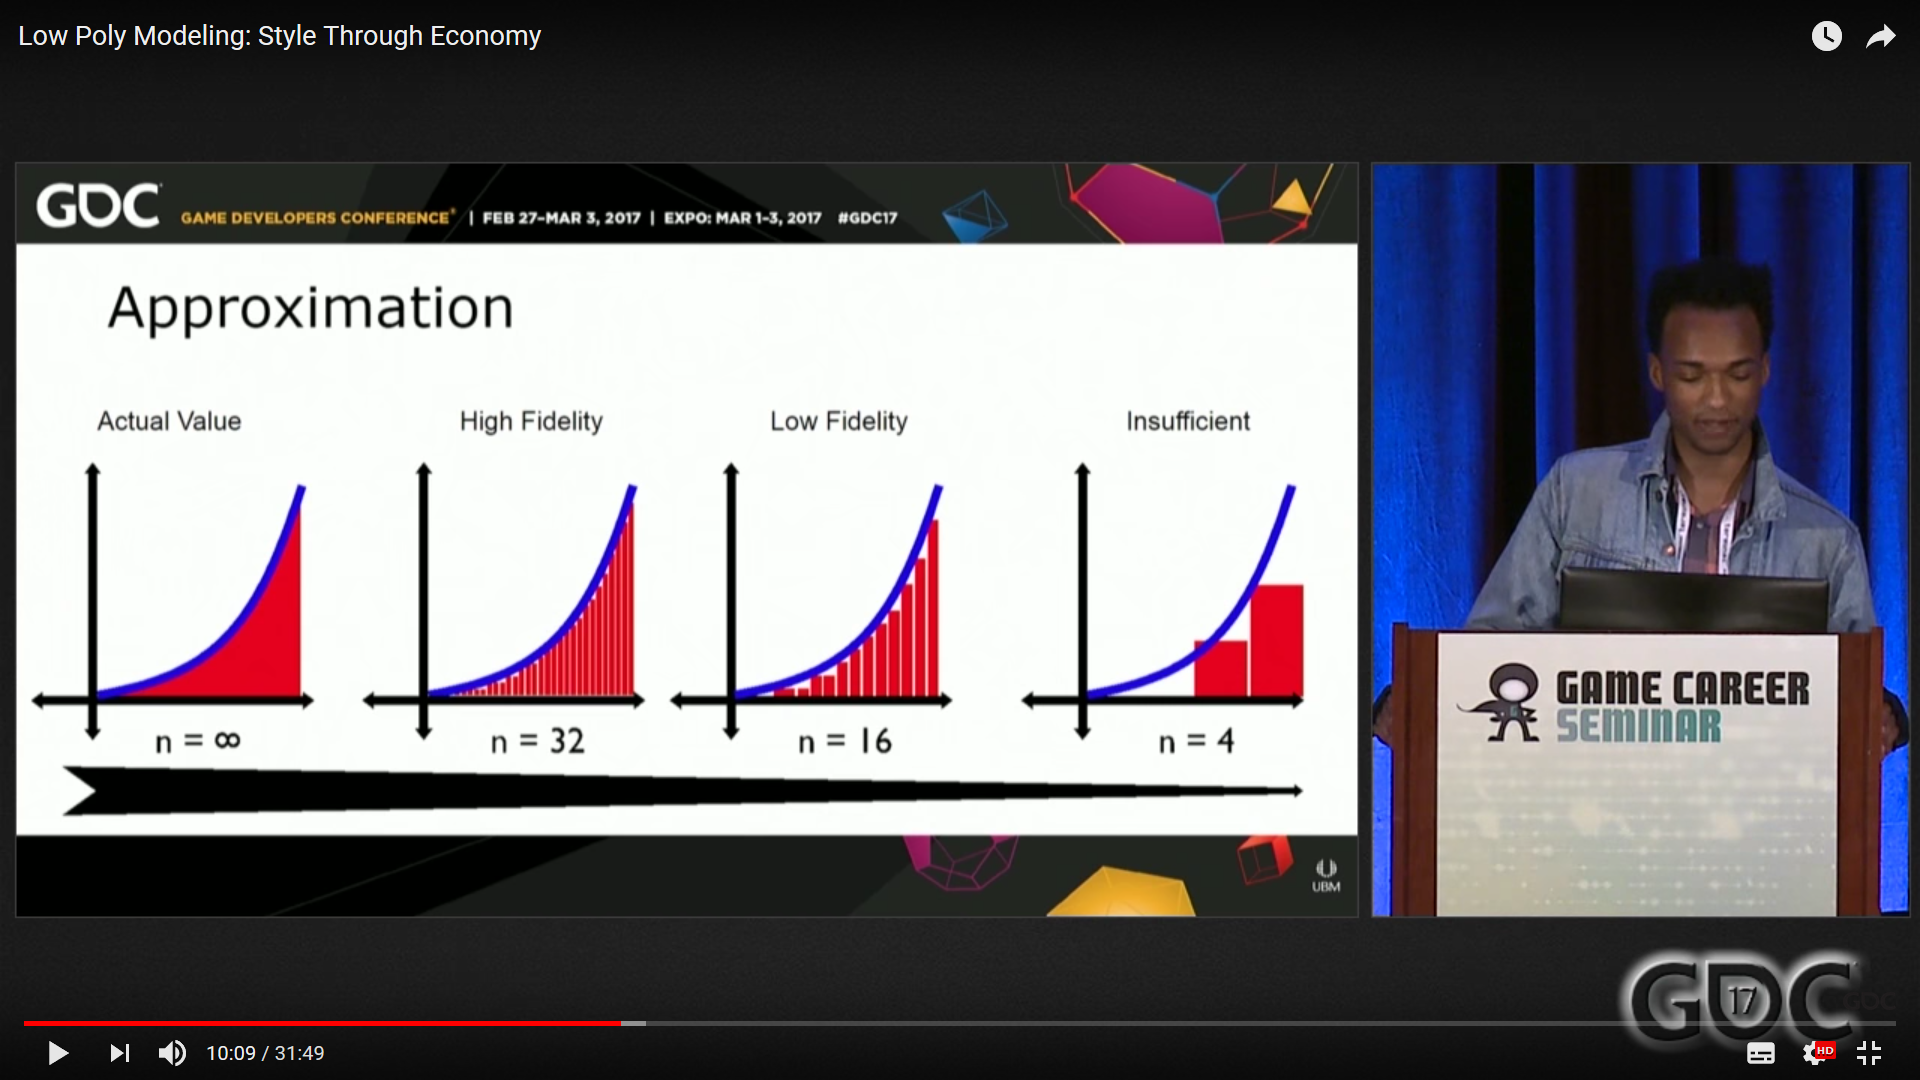 Low Poly Modeling: Style Through Economy
GDC
GAME DEVELOPERS CONFERENCE® | FEB 27–MAR 3, 2017 | EXPO: MAR 1–3, 2017 #GDC17
Approximation
Actual Value
High Fidelity
Low Fidelity
Insufficient
n = ∞
n = 32
n = 16
n = 4
UBM
GAME CAREER
SEMINAR
GDC
17
10:09 / 31:49
HD